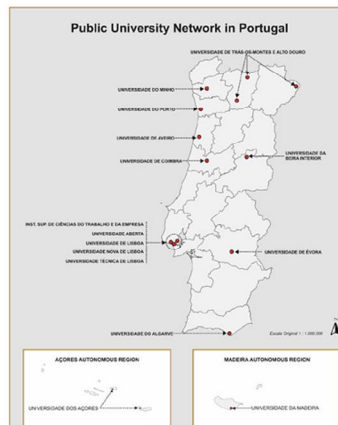 Public University Network in Portugal
UNIVERSIDADE DE TRÁS-OS-MONTES E ALTO DOURO
UNIVERSIDADE DO MINHO
UNIVERSIDADE DO PORTO
UNIVERSIDADE DE AVEIRO
UNIVERSIDADE DE COIMBRA
UNIVERSIDADE DA
BEIRA INTERIOR
INST. SUP. DE CIÊNCIAS DO TRABALHO E DA EMPRESA
UNIVERSIDADE ABERTA
UNIVERSIDADE DE LISBOA
UNIVERSIDADE NOVA DE LISBOA
UNIVERSIDADE TÉCNICA DE LISBOA
UNIVERSIDADE DE ÉVORA
UNIVERSIDADE DO ALGARVE
Escala Original 1 :
AÇORES AUTONOMOUS REGION
UNIVERSIDADE DOS AÇORES
MADEIRA AUTONOMOUS REGION
UNIVERSIDADE DA MADEIRA